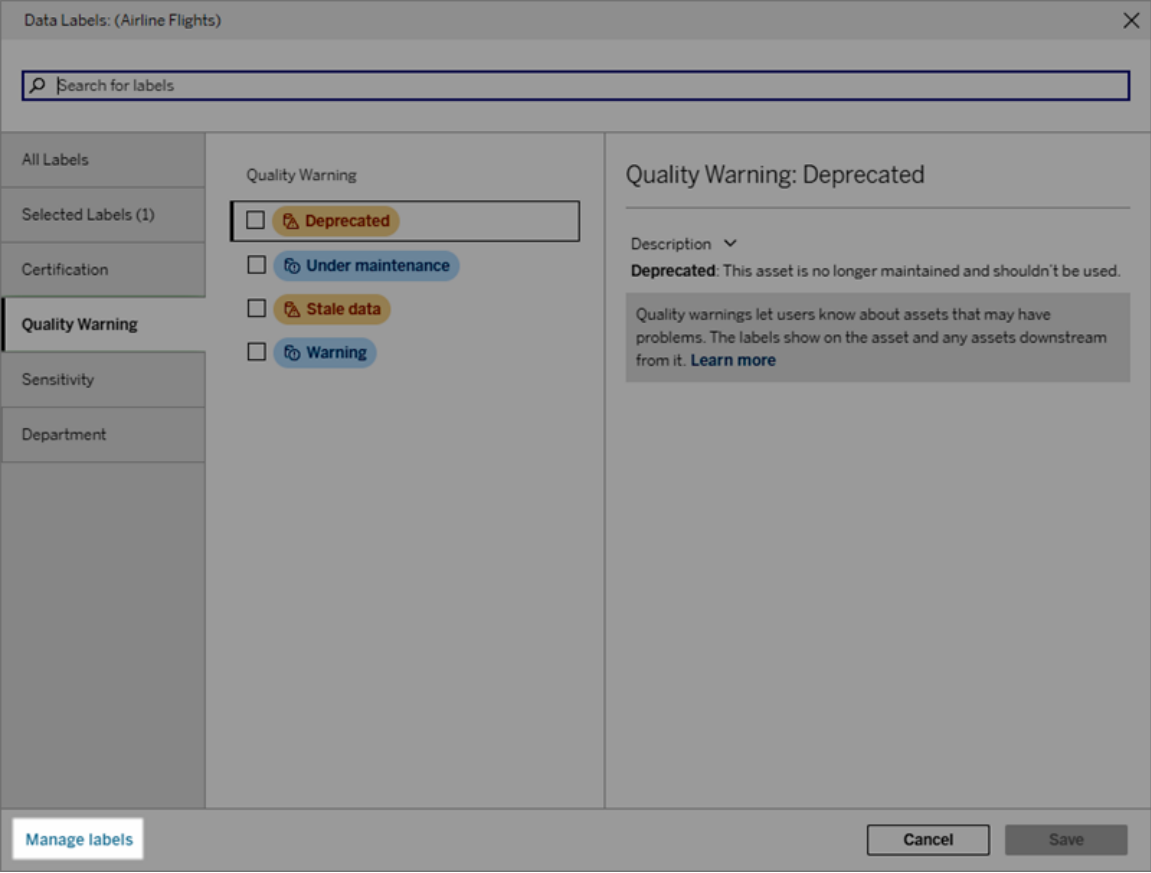 Data Labels: (Airline Flights)
Search for labels
All Labels
Selected Labels (1)
Certification
Quality Warning
Sensitivity
Department
Quality Warning
Deprecated
Under maintenance
Stale data
Warning
Quality Warning: Deprecated
Description
Deprecated: This asset is no longer maintained and shouldn't be used.
Quality warnings let users know about assets that may have
problems. The labels show on the asset and any assets downstream
from it. Learn more
Manage labels
Cancel
Save